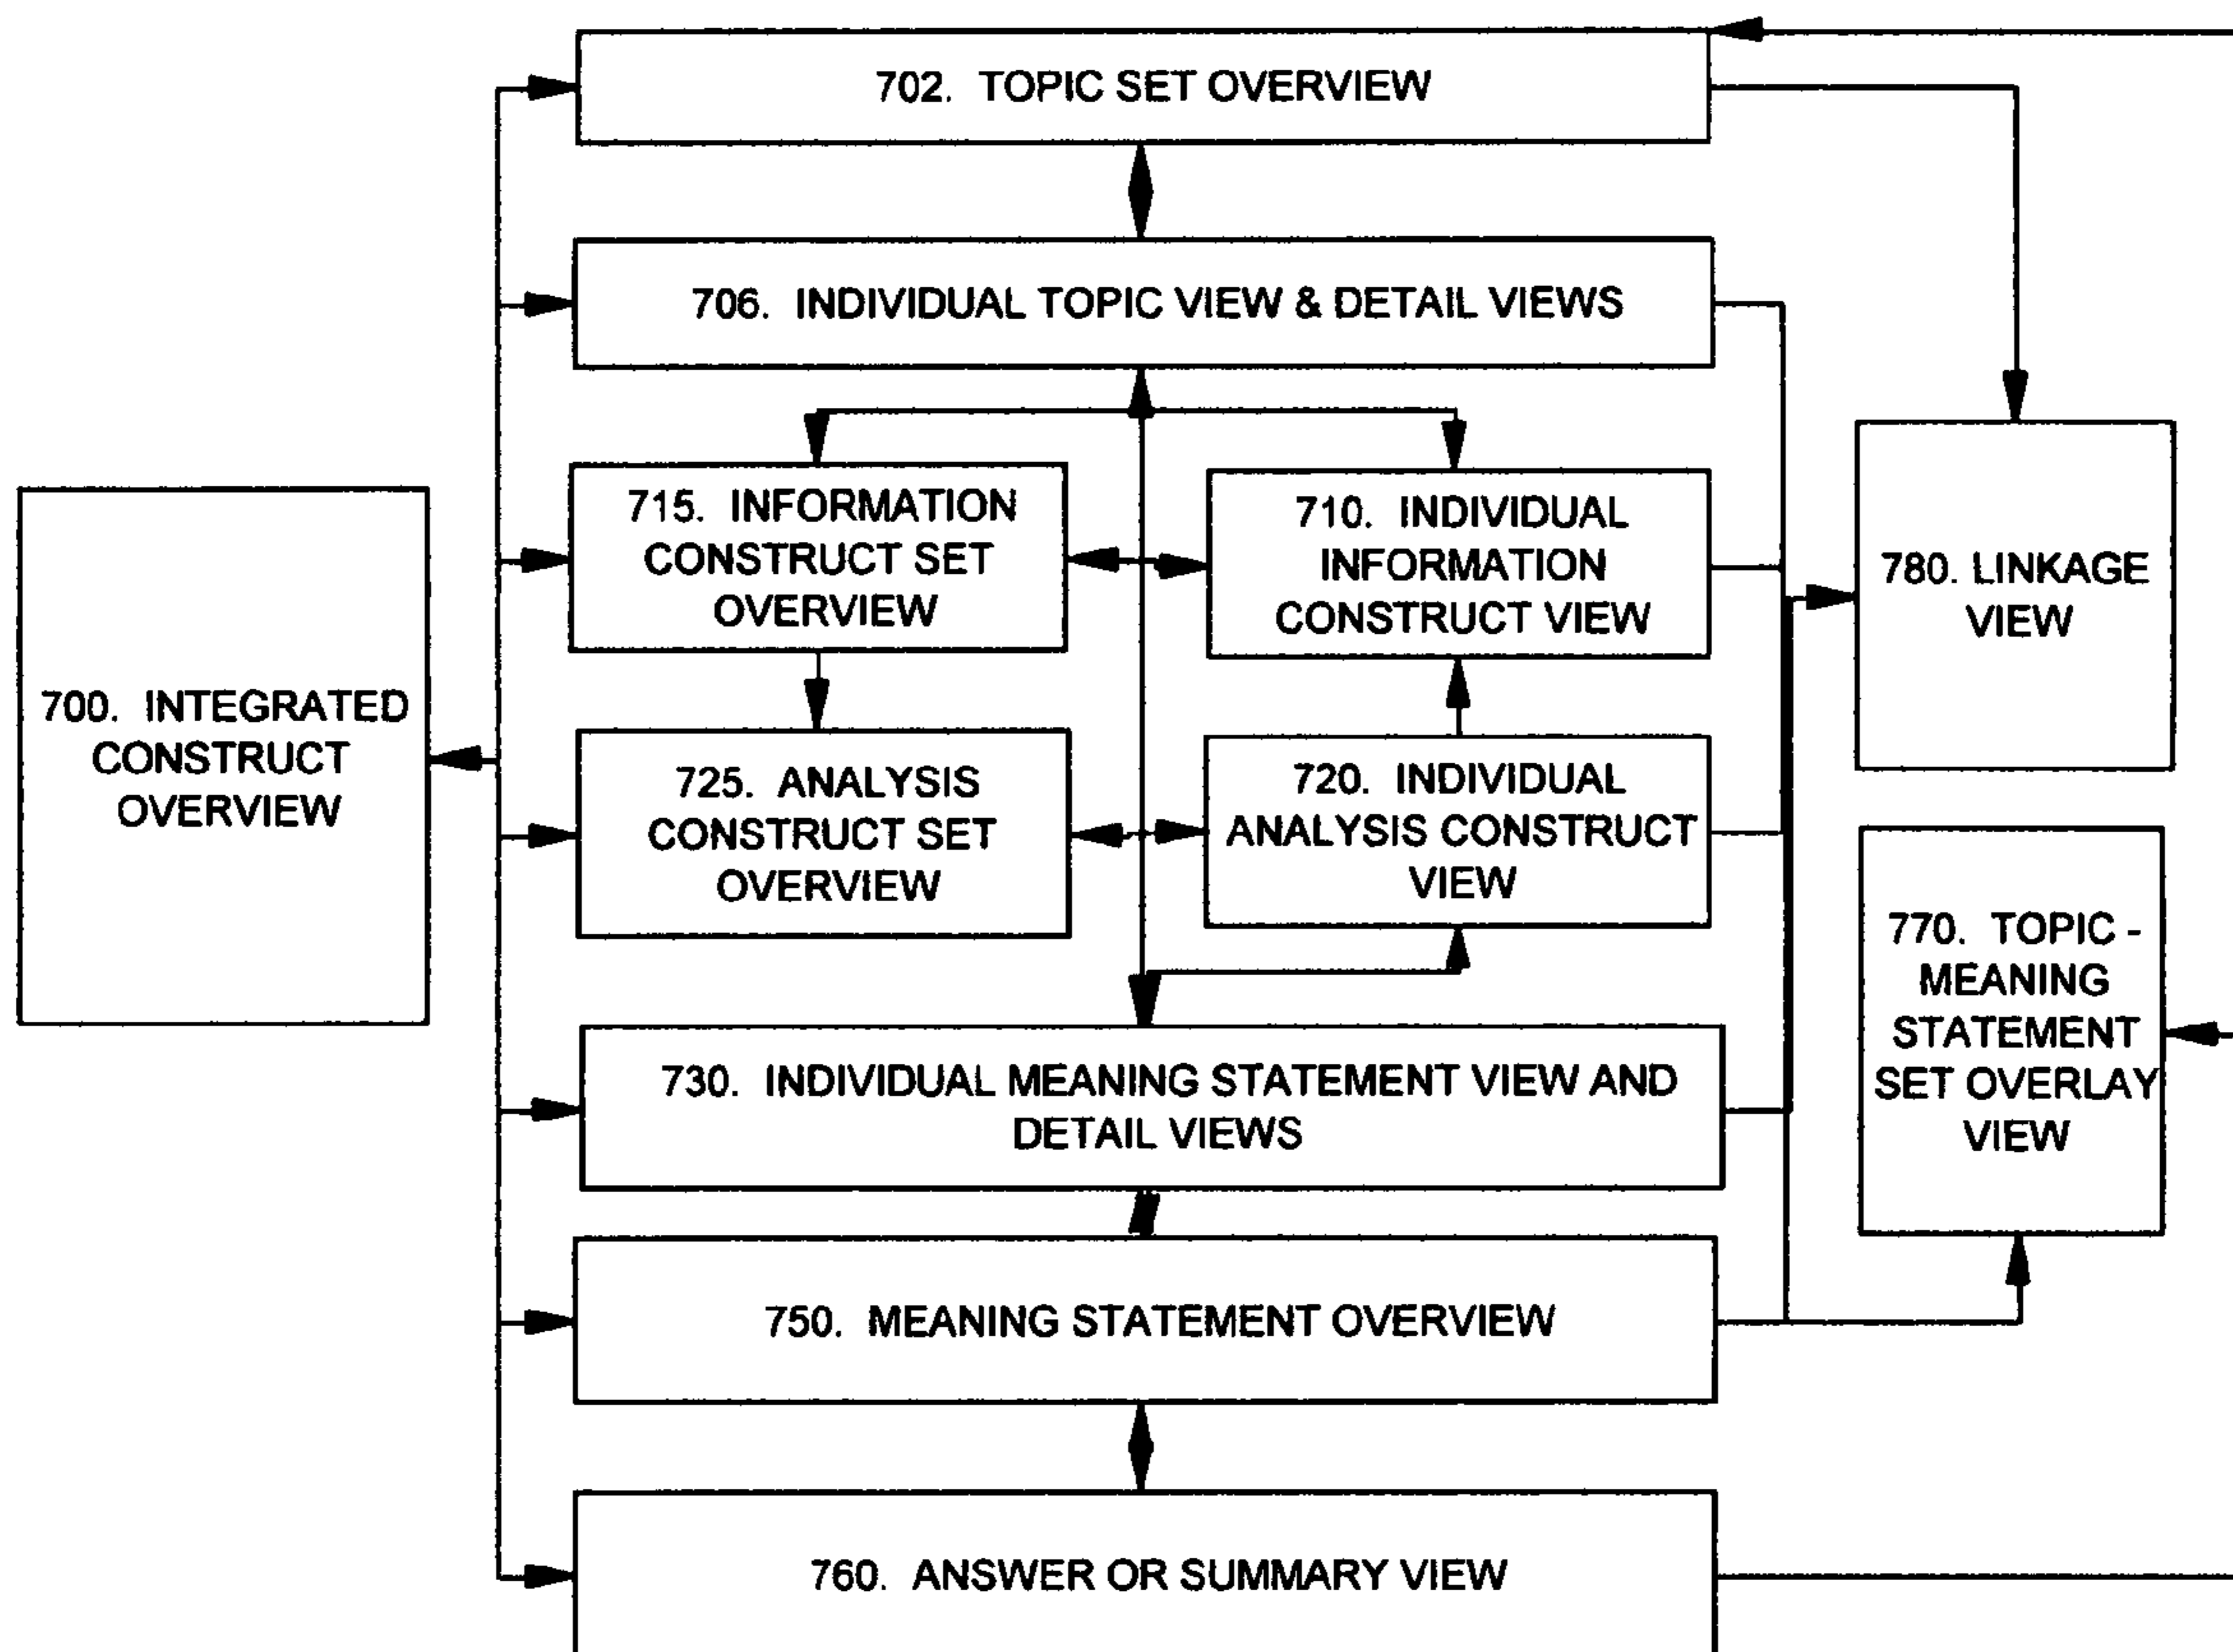 702. TOPIC SET OVERVIEW
706. INDIVIDUAL TOPIC VIEW & DETAIL VIEWS
715. INFORMATION
CONSTRUCT SET
OVERVIEW
710. INDIVIDUAL
INFORMATION
CONSTRUCT VIEW
780. LINKAGE
VIEW
700. INTEGRATED
CONSTRUCT
OVERVIEW
725. ANALYSIS
CONSTRUCT SET
OVERVIEW
720. INDIVIDUAL
ANALYSIS CONSTRUCT
VIEW
770. TOPIC -
MEANING
STATEMENT
SET OVERLAY
VIEW
730. INDIVIDUAL MEANING STATEMENT VIEW AND
DETAIL VIEWS
750. MEANING STATEMENT OVERVIEW
760. ANSWER OR SUMMARY VIEW